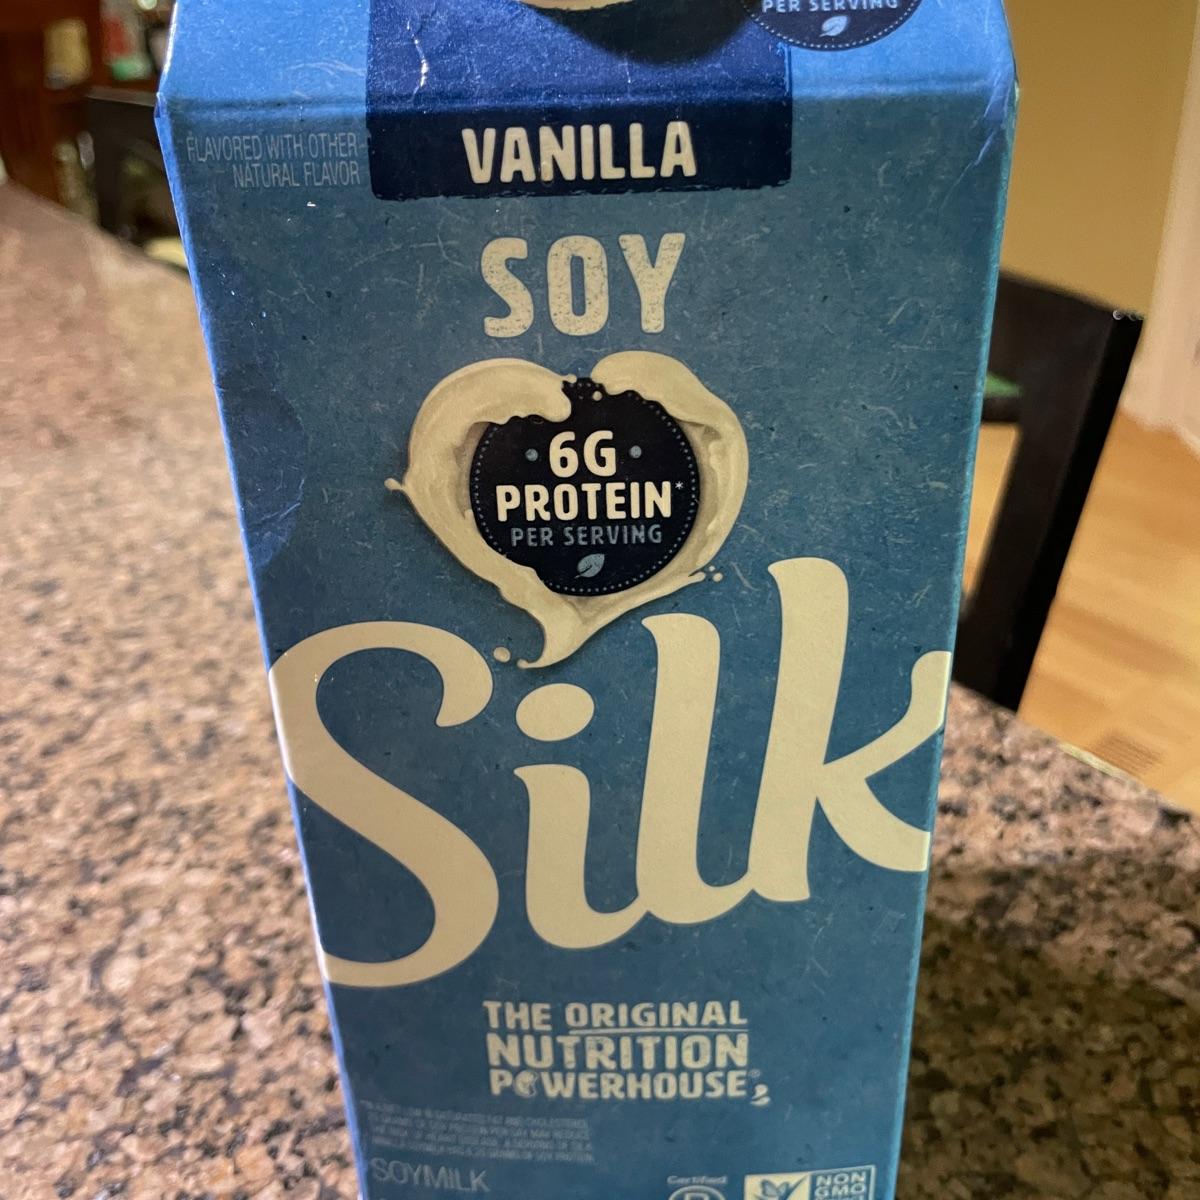 PER SERVING
VANILLA
FLAVORED WITH OTHER
NATURAL FLAVOR
SOY
6G
PROTEIN*
PER SERVING
Silk
THE ORIGINAL
NUTRITION
POWERHOUSE®
SOYMILK
Certified
B
NON
GMO